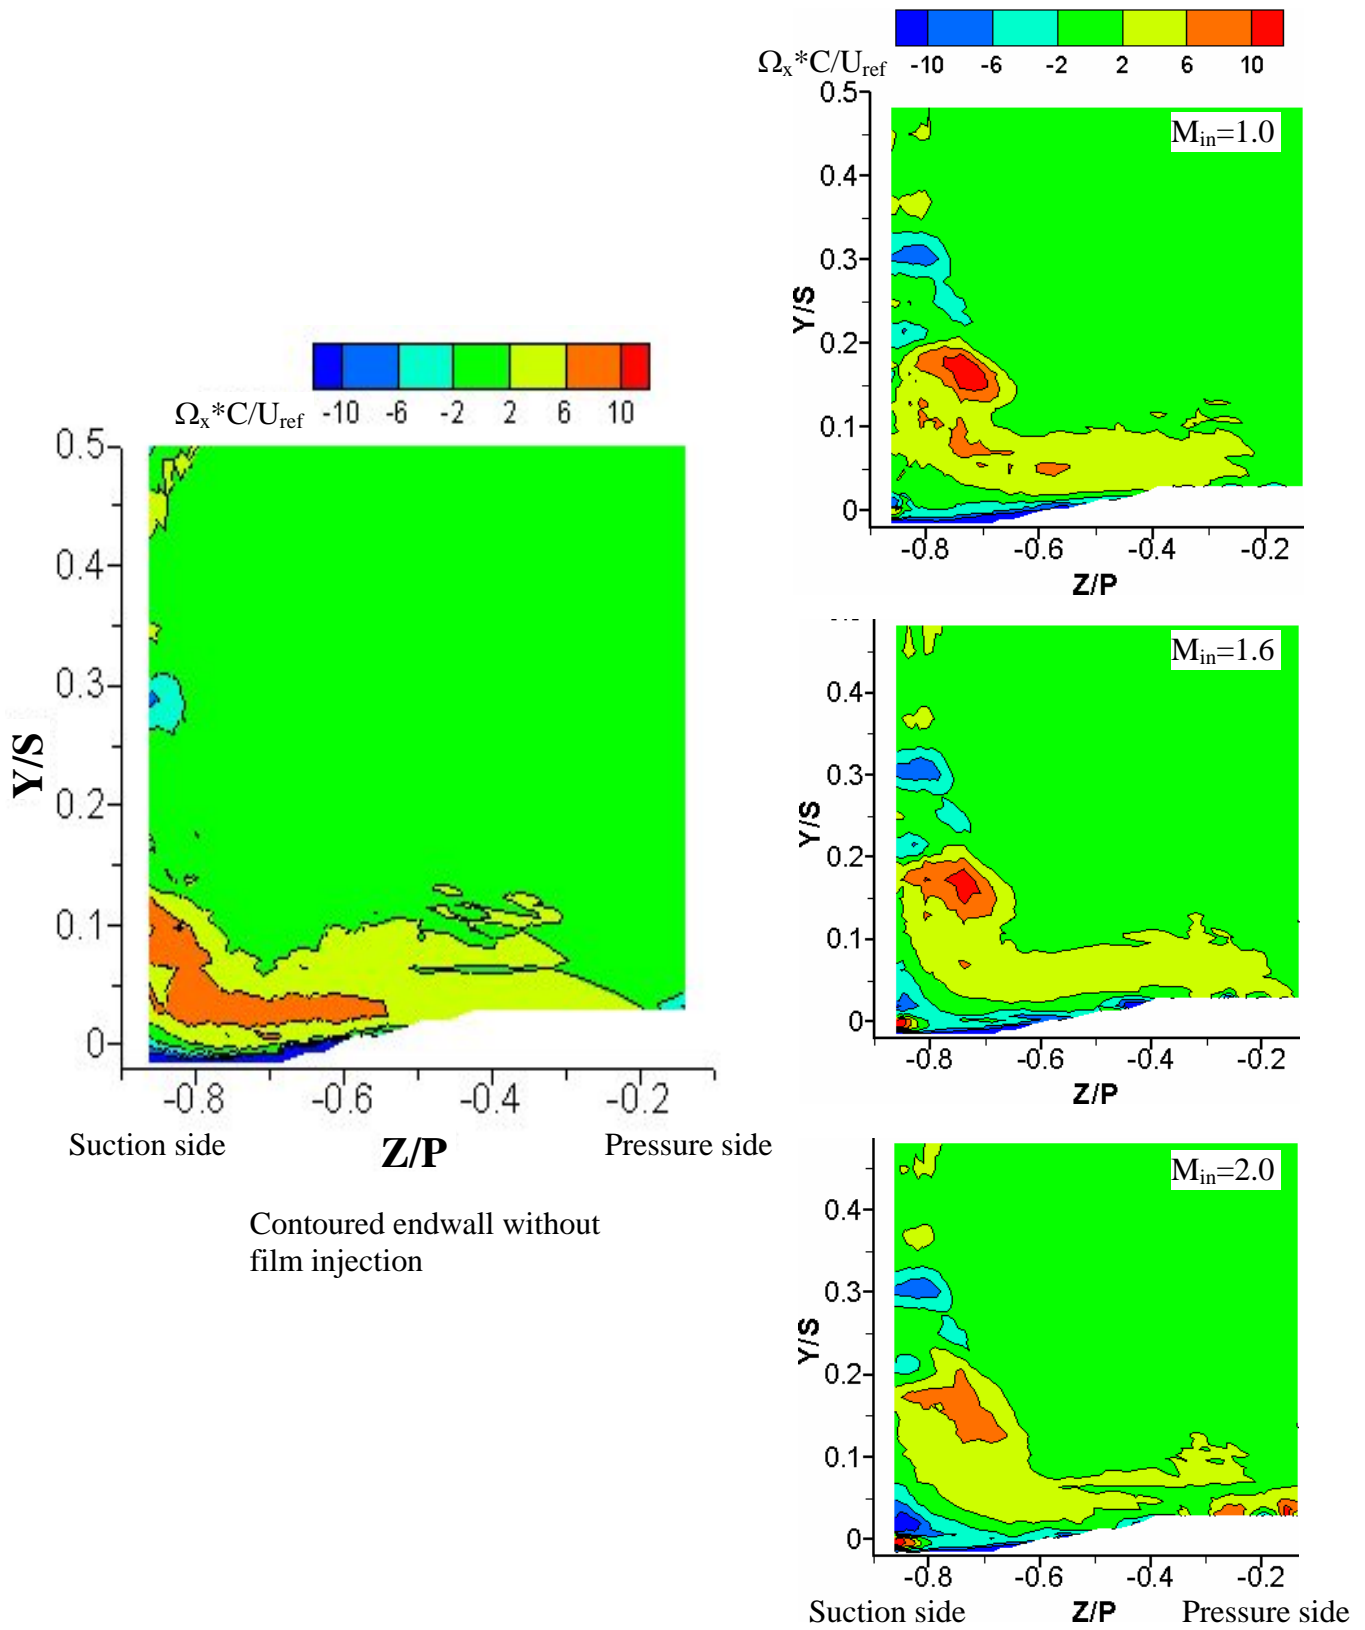 Ωx*C/Uref
-10 -6 -2 2 6 10
0.5
0.4
0.3
0.2
0.1
0
Y/S
-0.8 -0.6 -0.4 -0.2
Suction side Z/P Pressure side
Contoured endwall without
film injection
Ωx*C/Uref
-10 -6 -2 2 6 10
Min=1.0
0.5
0.4
0.3
0.2
0.1
0
Y/S
-0.8 -0.6 -0.4 -0.2
Z/P
Min=1.6
0.4
0.3
0.2
0.1
0
Y/S
-0.8 -0.6 -0.4 -0.2
Z/P
Min=2.0
0.4
0.3
0.2
0.1
0
Y/S
-0.8 -0.6 -0.4 -0.2
Suction side Z/P Pressure side